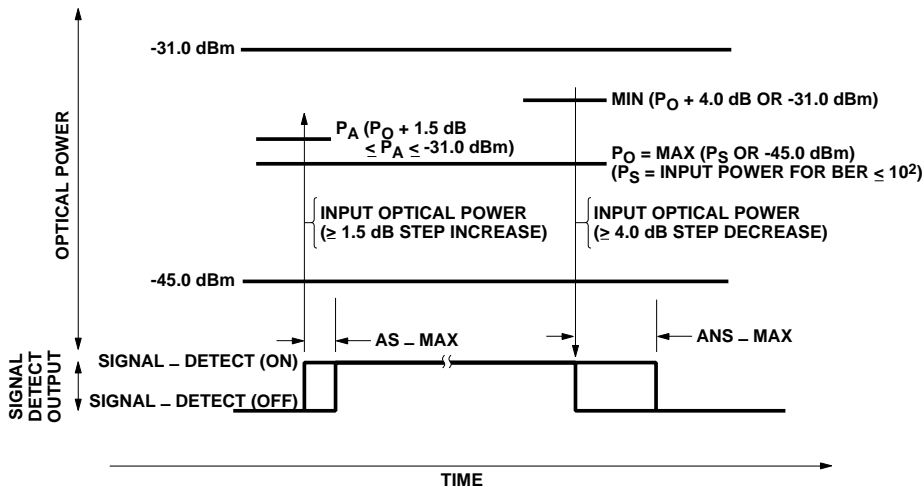 -31.0 dBm
MIN (PO + 4.0 dB OR -31.0 dBm)
PA (PO + 1.5 dB
≤ PA ≤ -31.0 dBm)
PO = MAX (PS OR -45.0 dBm)
(PS = INPUT POWER FOR BER ≤ 102)
OPTICAL POWER
INPUT OPTICAL POWER
(≥ 1.5 dB STEP INCREASE)
INPUT OPTICAL POWER
(≥ 4.0 dB STEP DECREASE)
-45.0 dBm
AS – MAX
ANS – MAX
SIGNAL
DETECT
OUTPUT
SIGNAL – DETECT (ON)
SIGNAL – DETECT (OFF)
TIME